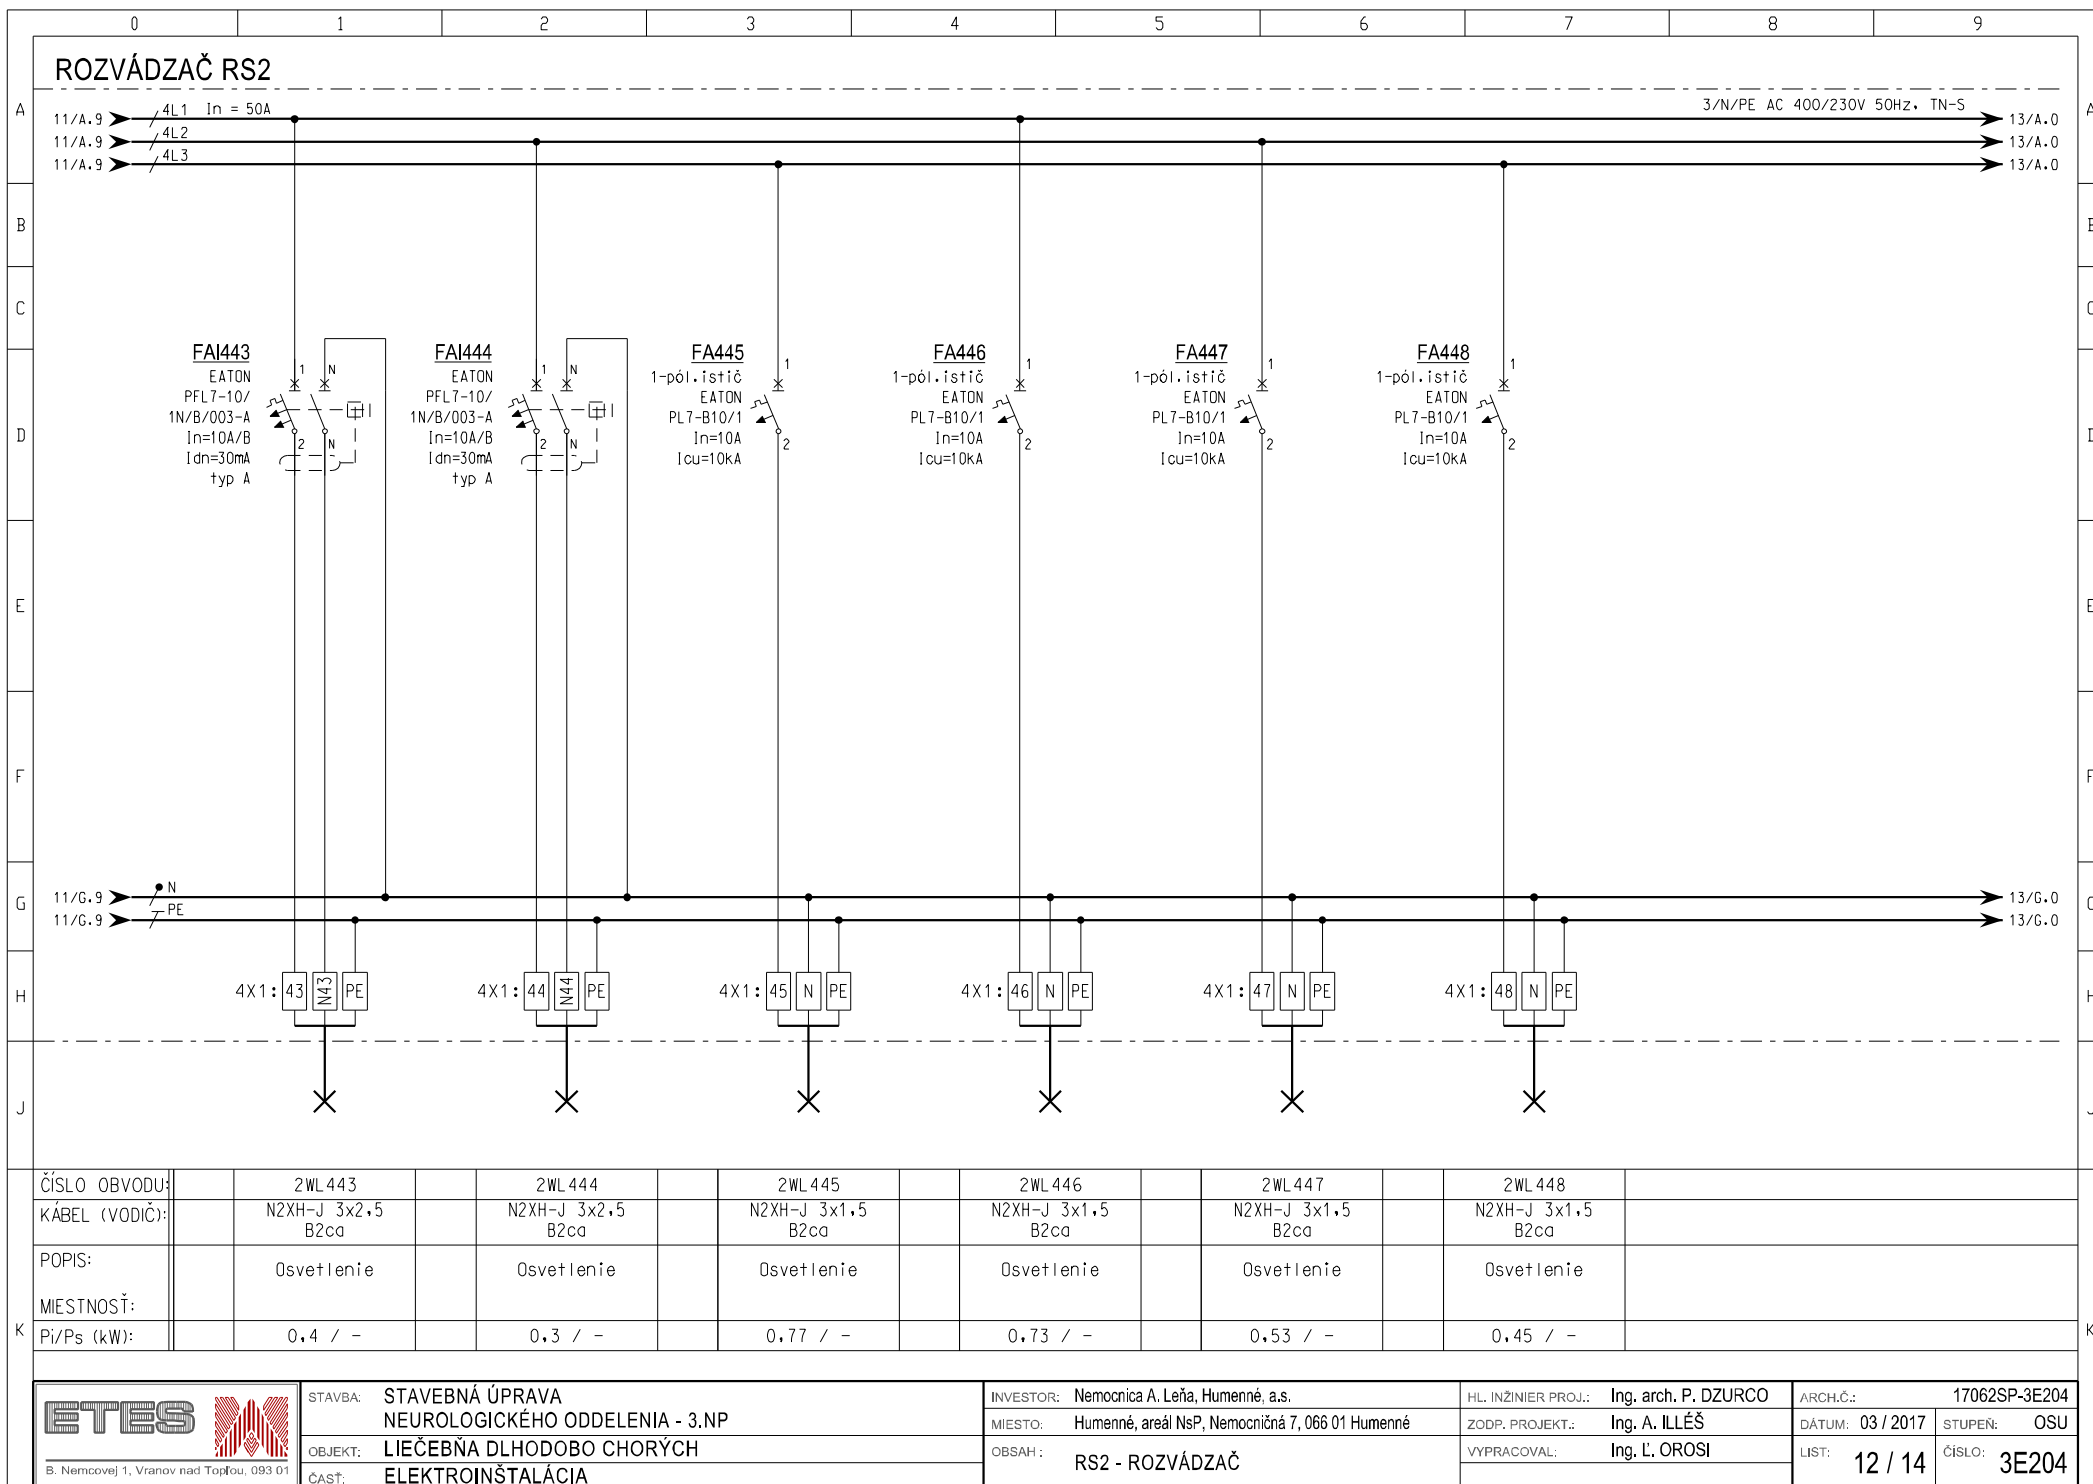 0 1 2 3 4 5 6 7 8 9
ROZVÁDZAČ RS2
A
11/A.9 4L1 In = 50A 3/N/PE AC 400/230V 50Hz, TN-S 13/A.0
11/A.9 4L2 13/A.0
11/A.9 4L3 13/A.0
B
C
D
E
F
G
H
J
K
FAI443
EATON
PFL7-10/
1N/B/003-A
In=10A/B
Idn=30mA
typ A
1 N
2 N
FAI444
EATON
PFL7-10/
1N/B/003-A
In=10A/B
Idn=30mA
typ A
1 N
2 N
FA445
1-pól.istič
EATON
PL7-B10/1
In=10A
Icu=10kA
1
2
FA446
1-pól.istič
EATON
PL7-B10/1
In=10A
Icu=10kA
1
2
FA447
1-pól.istič
EATON
PL7-B10/1
In=10A
Icu=10kA
1
2
FA448
1-pól.istič
EATON
PL7-B10/1
In=10A
Icu=10kA
1
2
11/G.9 N 13/G.0
11/G.9 PE 13/G.0
4X1: 43 N43 PE
4X1: 44 N44 PE
4X1: 45 N PE
4X1: 46 N PE
4X1: 47 N PE
4X1: 48 N PE
ČÍSLO OBVODU: 2WL443 2WL444 2WL445 2WL446 2WL447 2WL448
KÁBEL (VODIČ): N2XH-J 3x2,5 N2XH-J 3x2,5 N2XH-J 3x1,5 N2XH-J 3x1,5 N2XH-J 3x1,5 N2XH-J 3x1,5
B2ca B2ca B2ca B2ca B2ca B2ca
POPIS: Osvetlenie Osvetlenie Osvetlenie Osvetlenie Osvetlenie Osvetlenie
MIESTNOSŤ:
Pi/Ps (kW): 0,4 / - 0,3 / - 0,77 / - 0,73 / - 0,53 / - 0,45 / -
ETES
B. Nemcovej 1, Vranov nad Topľou, 093 01
STAVBA: STAVEBNÁ ÚPRAVA
NEUROLOGICKÉHO ODDELENIA - 3.NP
OBJEKT: LIEČEBŇA DLHODOBO CHORÝCH
ČASŤ: ELEKTROINŠTALÁCIA
INVESTOR: Nemocnica A. Leňa, Humenné, a.s.
MIESTO: Humenné, areál NsP, Nemocničná 7, 066 01 Humenné
OBSAH: RS2 - ROZVÁDZAČ
HL. INŽINIER PROJ.: Ing. arch. P. DZURCO
ZODP. PROJEKT.: Ing. A. ILLÉŠ
VYPRACOVAL: Ing. Ľ. OROSI
ARCH.Č.: 17062SP-3E204
DÁTUM: 03 / 2017 STUPEŇ: OSU
LIST: 12 / 14 ČÍSLO: 3E204